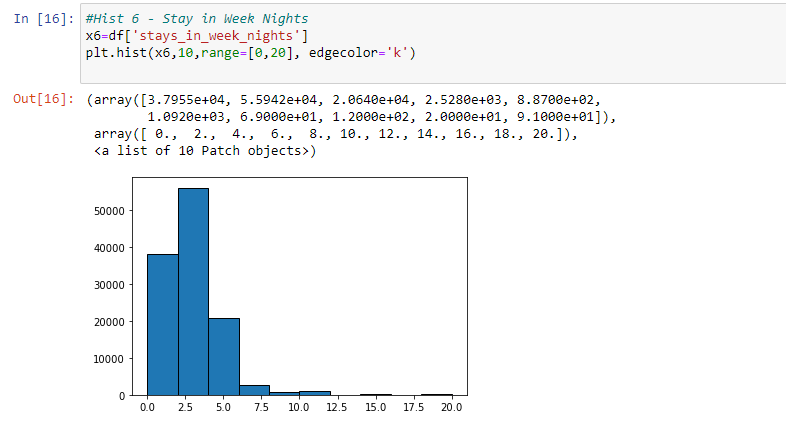 In [16]: #Hist 6 - Stay in Week Nights
x6=df['stays_in_week_nights']
plt.hist(x6,10,range=[0,20], edgecolor='k')
Out[16]: (array([3.7955e+04, 5.5942e+04, 2.0640e+04, 2.5280e+03, 8.8700e+02,
1.0920e+03, 6.9000e+01, 1.2000e+02, 2.0000e+01, 9.1000e+01]),
array([ 0.,  2.,  4.,  6.,  8., 10., 12., 14., 16., 18., 20.]),
<a list of 10 Patch objects>)
50000
40000
30000
20000
10000
0
0.0 2.5 5.0 7.5 10.0 12.5 15.0 17.5 20.0